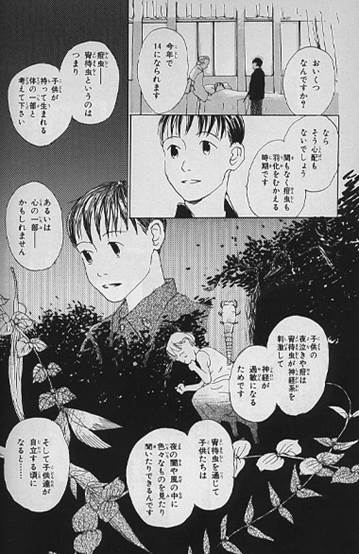 おいくつ
なんですか?
今年で
14になられます
なら
そう心配も
ないでしょう
間もなく疳虫も
羽化をむかえる
時期です
疳虫と
宵待虫というのは
つまり
子供が
持って生まれる
体の一部と
考えて下さい
あるいは
心の一部──
かもしれません
子供の
夜泣きや疳は
宵待虫が神経系を
刺激して
神経が
過敏になる
ためです
宵待虫を通じて
子供たちは
夜の闇や風の中に
色々なものを見たり
聞いたりできるんです
そして子供達が
自立する頃に
なると……